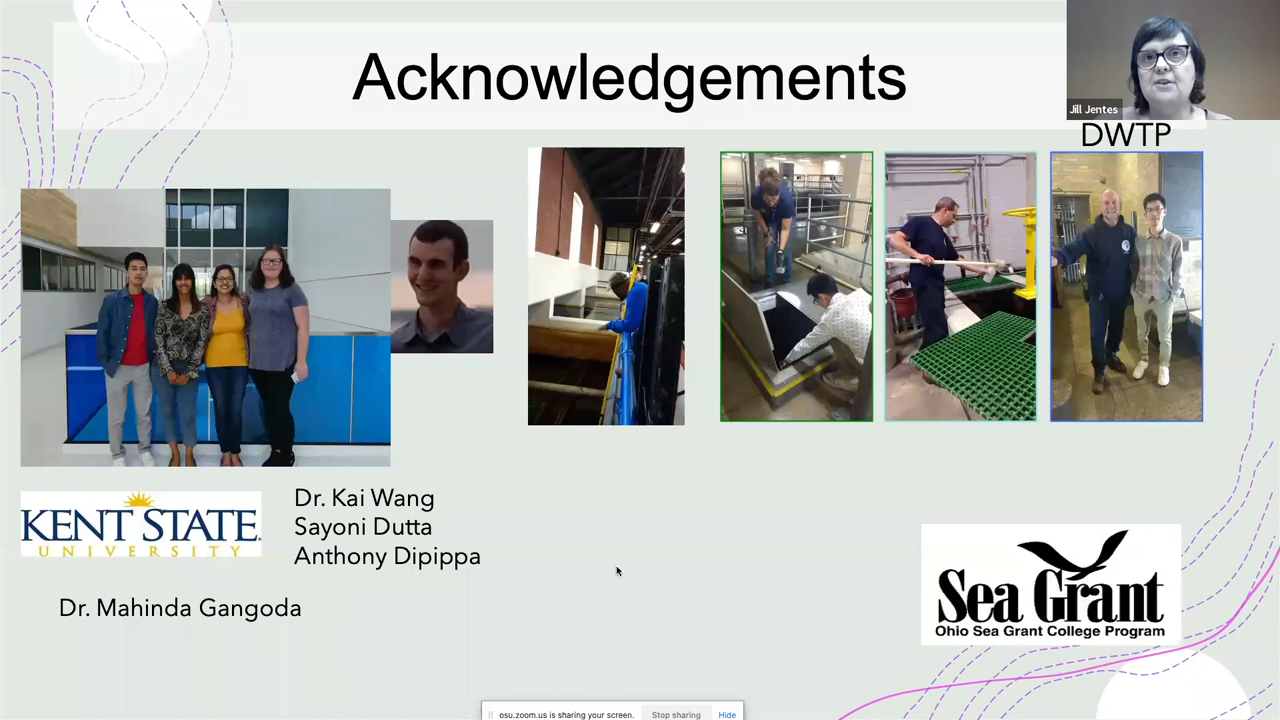 Acknowledgements
Jill Jentes
DWTP
KENT STATE
UNIVERSITY
Dr. Kai Wang
Sayoni Dutta
Anthony Dipippa
Dr. Mahinda Gangoda
Sea Grant
Ohio Sea Grant College Program
osu.zoom.us is sharing your screen. Stop sharing Hide